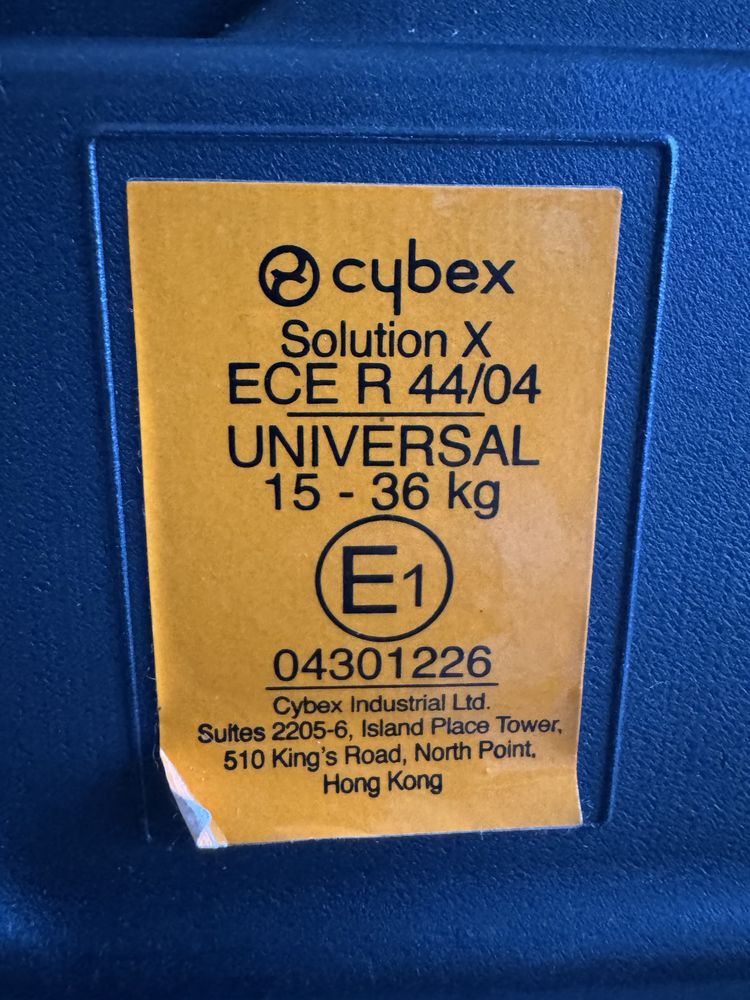 cybex
Solution X
ECE R 44/04
UNIVERSAL
15 - 36 kg
E1
04301226
Cybex Industrial Ltd.
Suites 2205-6, Island Place Tower,
510 King's Road, North Point,
Hong Kong